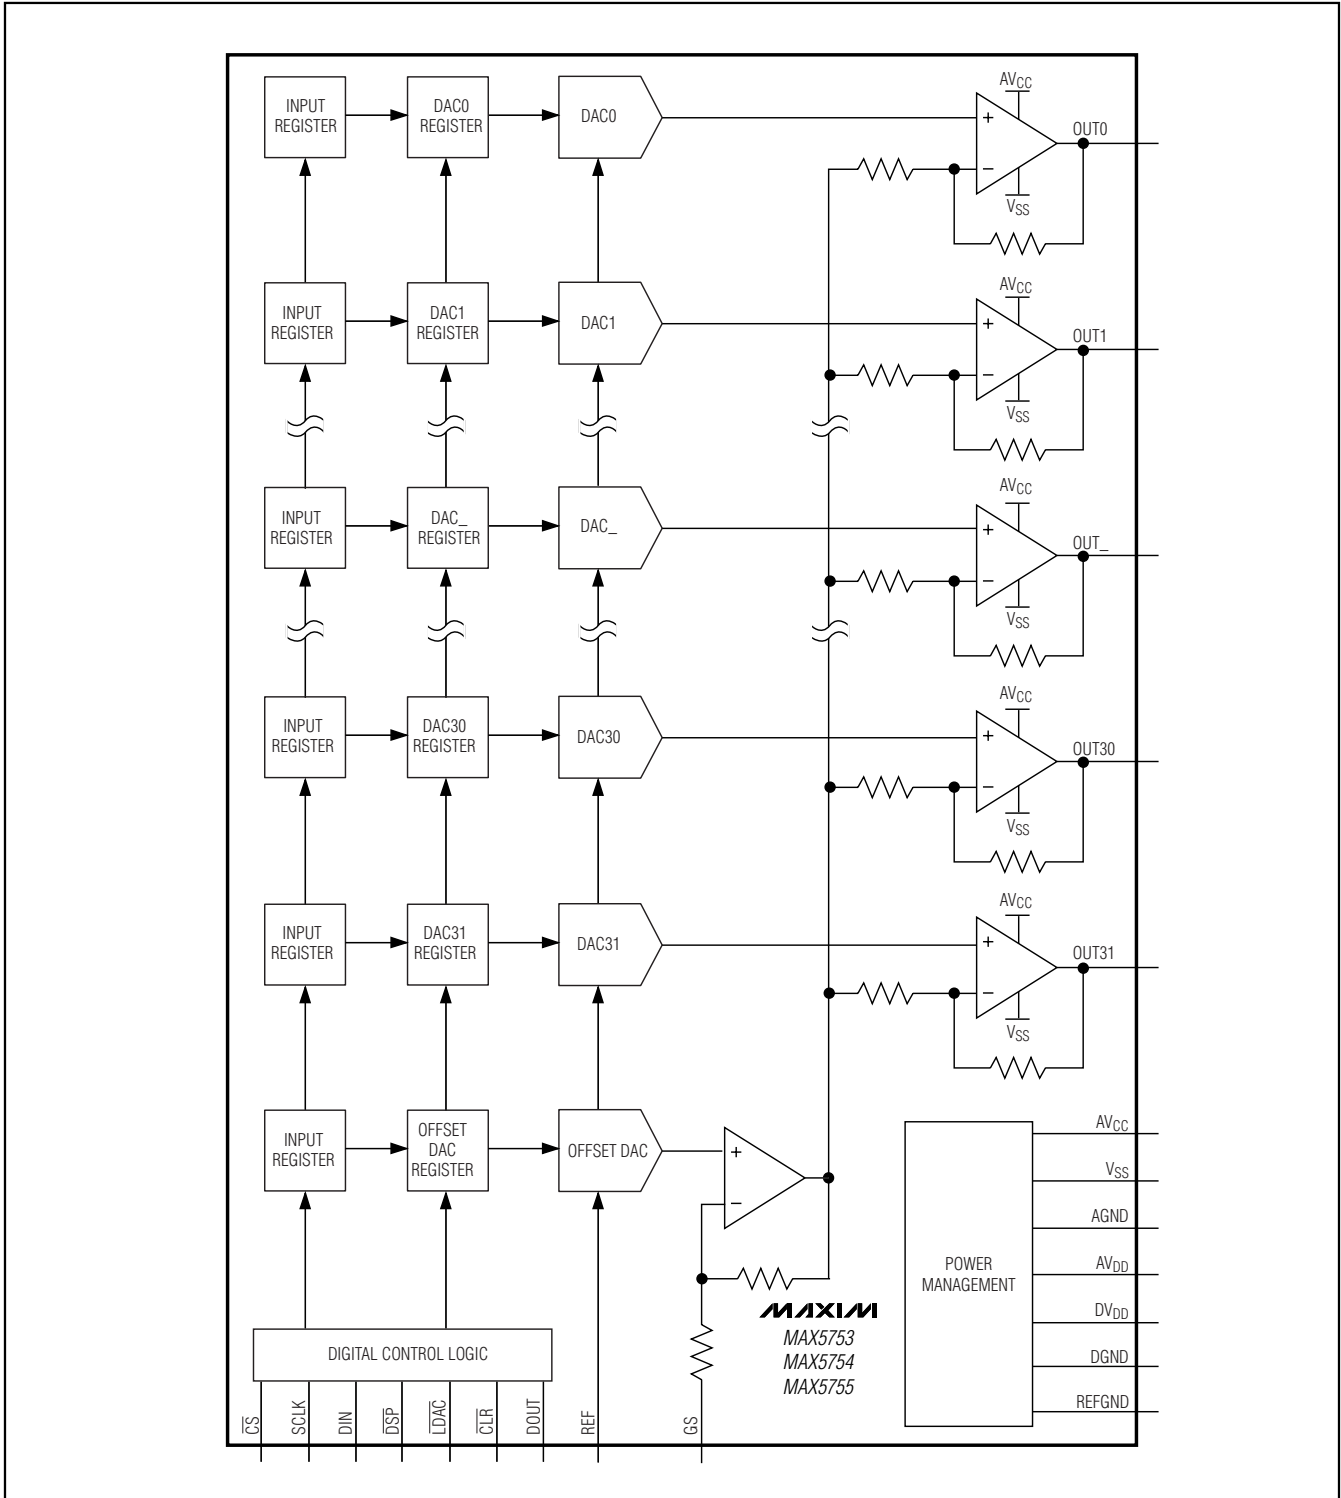 INPUT
REGISTER
DAC0
REGISTER
DAC0
+
−
AVCC
VSS
OUT0
INPUT
REGISTER
DAC1
REGISTER
DAC1
+
−
AVCC
VSS
OUT1
INPUT
REGISTER
DAC_
REGISTER
DAC_
+
−
AVCC
VSS
OUT_
INPUT
REGISTER
DAC30
REGISTER
DAC30
+
−
AVCC
VSS
OUT30
INPUT
REGISTER
DAC31
REGISTER
DAC31
+
−
AVCC
VSS
OUT31
INPUT
REGISTER
OFFSET
DAC
REGISTER
OFFSET DAC
+
−
POWER
MANAGEMENT
AVCC
VSS
AGND
AVDD
DVDD
DGND
REFGND
MAXIM
MAX5753
MAX5754
MAX5755
DIGITAL CONTROL LOGIC
CS
SCLK
DIN
DSP
LDAC
CLR
DOUT
REF
GS